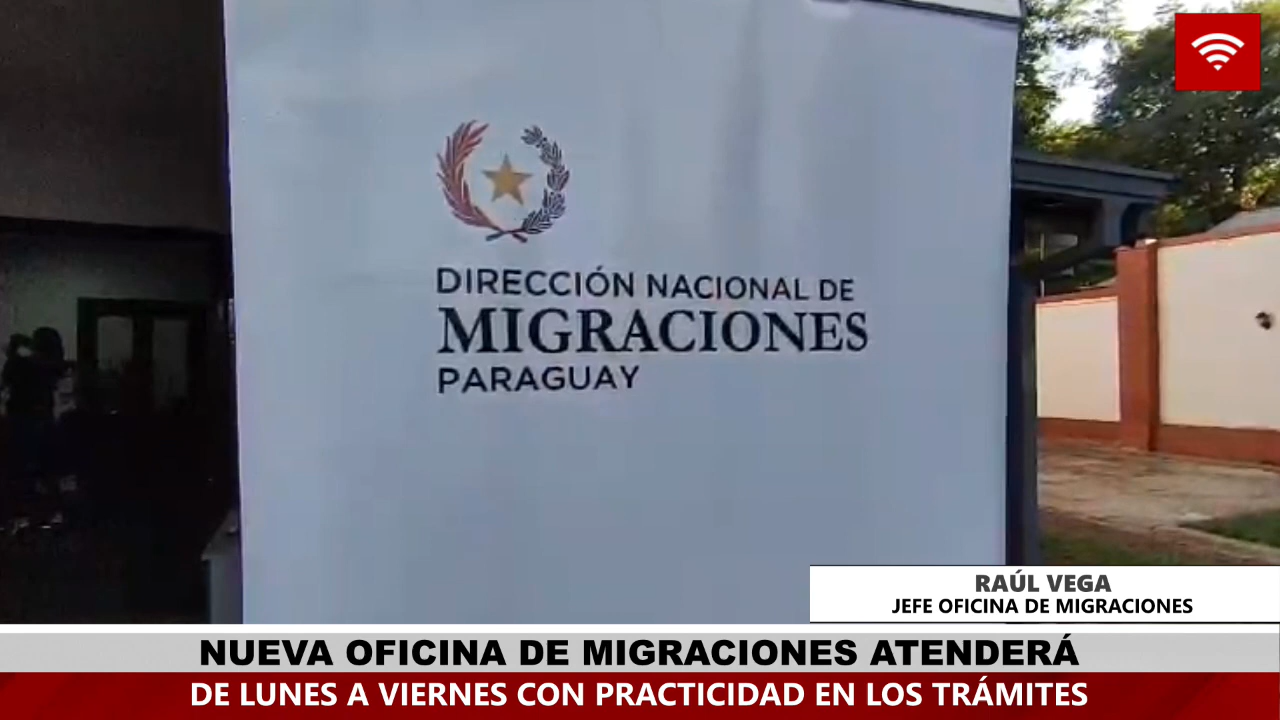 DIRECCIÓN NACIONAL DE
MIGRACIONES
PARAGUAY
RAÚL VEGA
JEFE OFICINA DE MIGRACIONES
NUEVA OFICINA DE MIGRACIONES ATENDERÁ
DE LUNES A VIERNES CON PRACTICIDAD EN LOS TRÁMITES